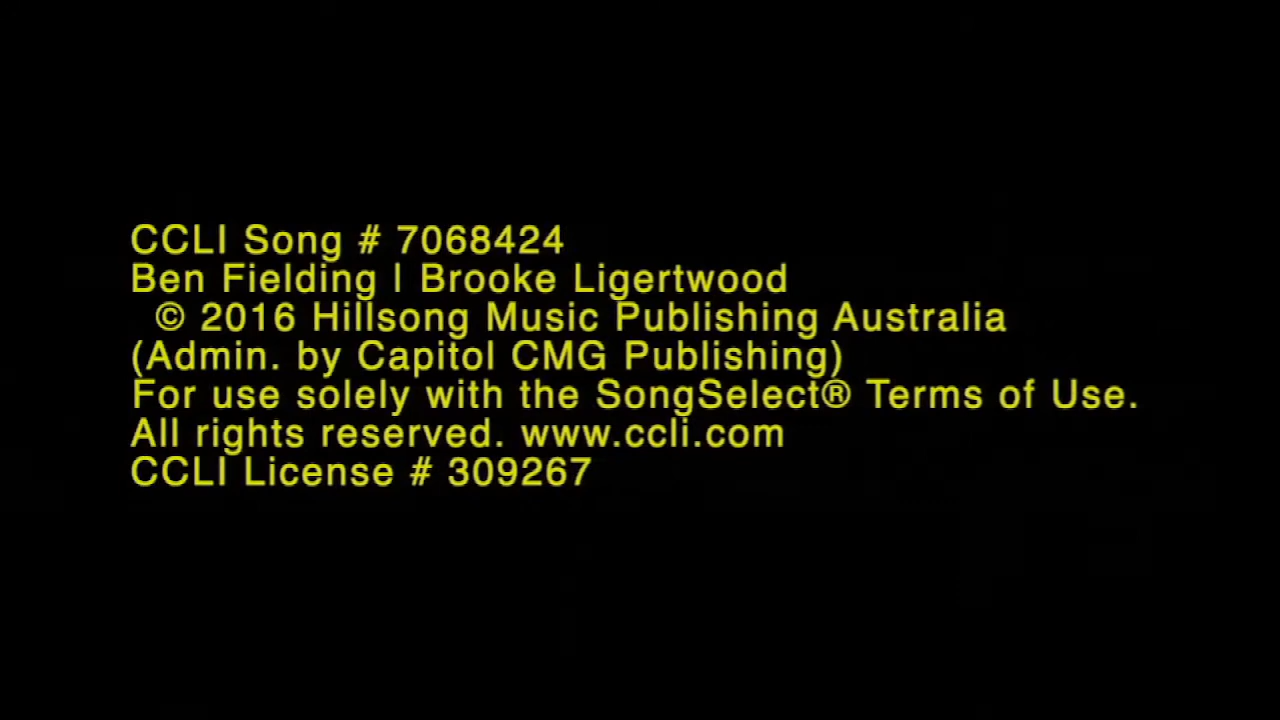 CCLI Song # 7068424
Ben Fielding | Brooke Ligertwood
© 2016 Hillsong Music Publishing Australia
(Admin. by Capitol CMG Publishing)
For use solely with the SongSelect® Terms of Use.
All rights reserved. www.ccli.com
CCLI License # 309267